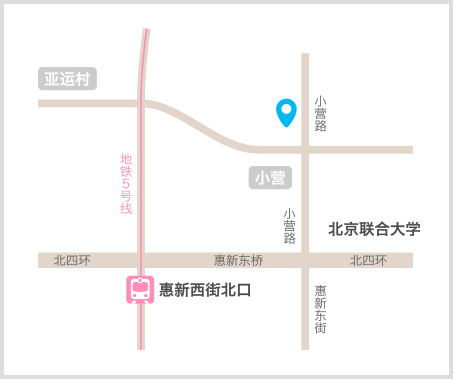 亚运村
小营路
地铁5号线
小营
小营路
北京联合大学
北四环
惠新东桥
北四环
惠新西街北口
惠新东街